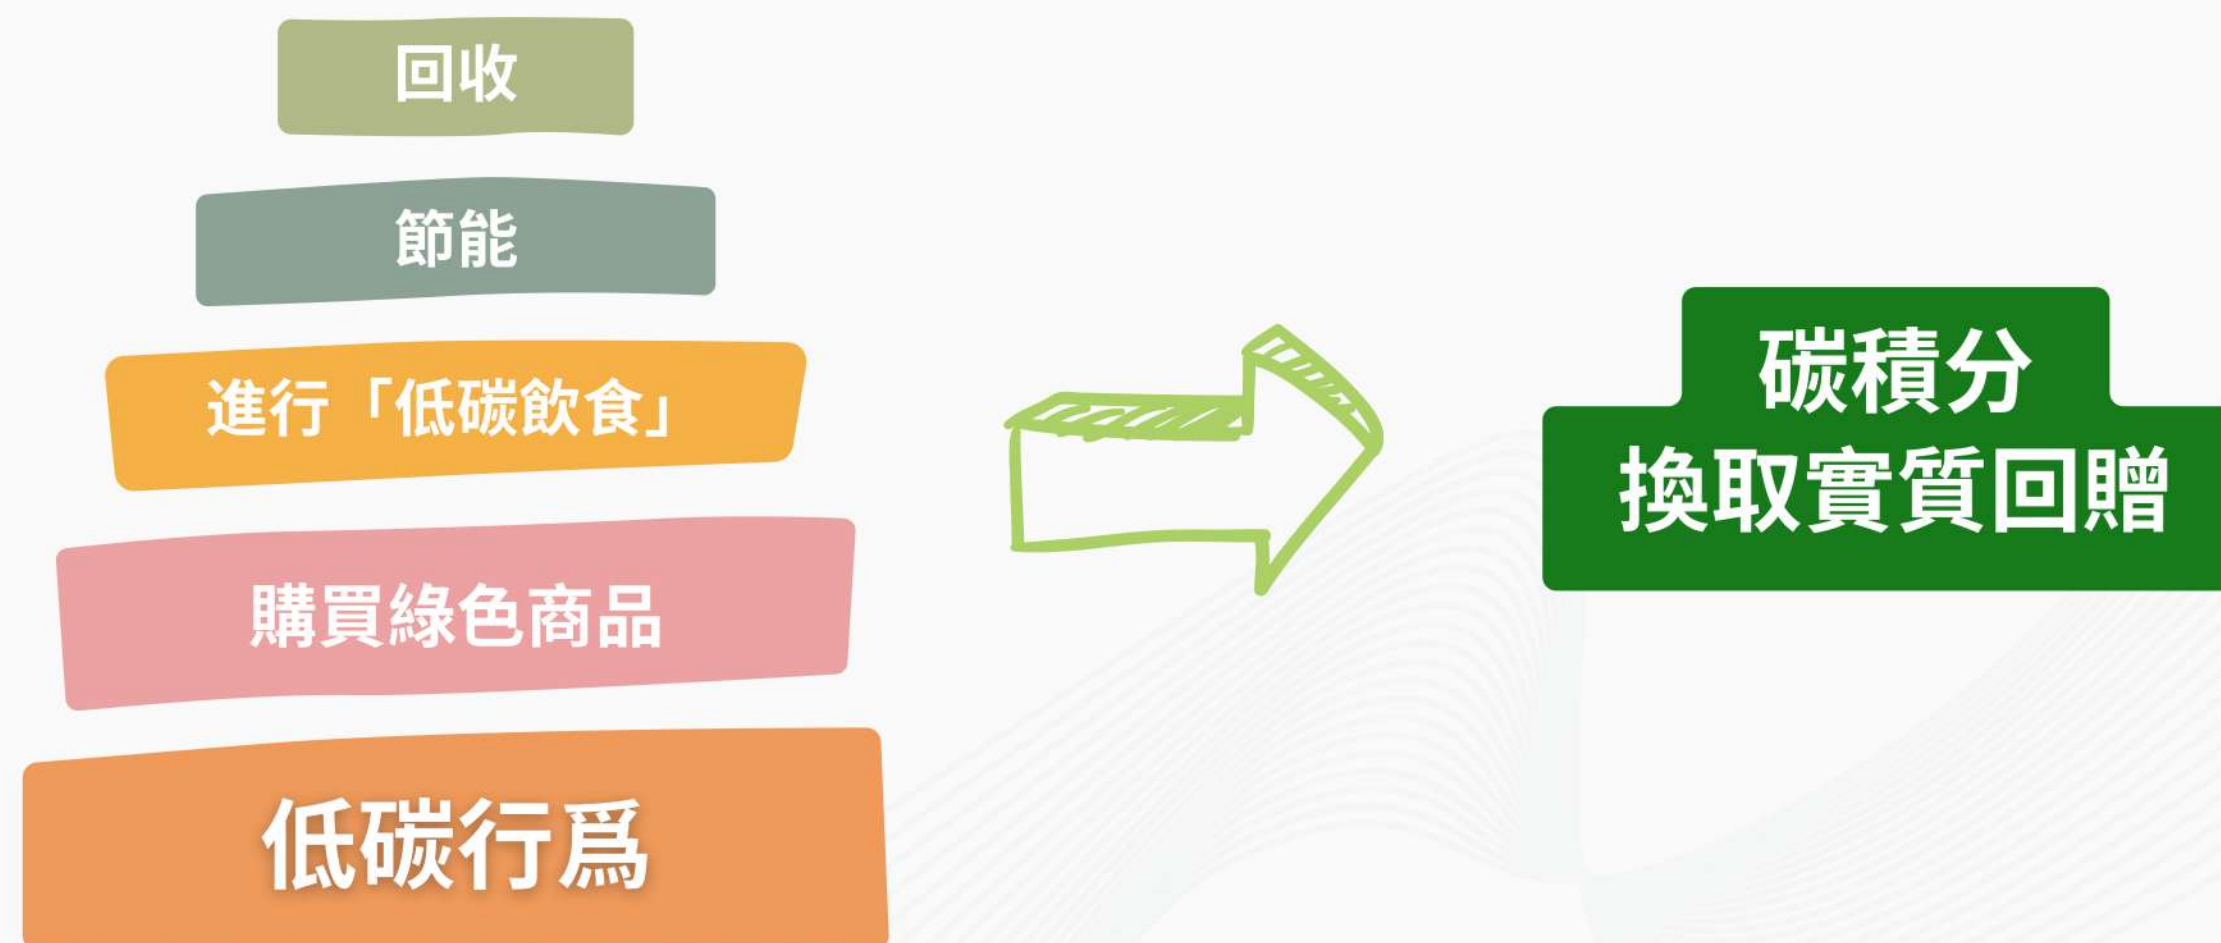 回收
節能
進行「低碳飲食」
購買綠色商品
低碳行爲
碳積分
換取實質回贈